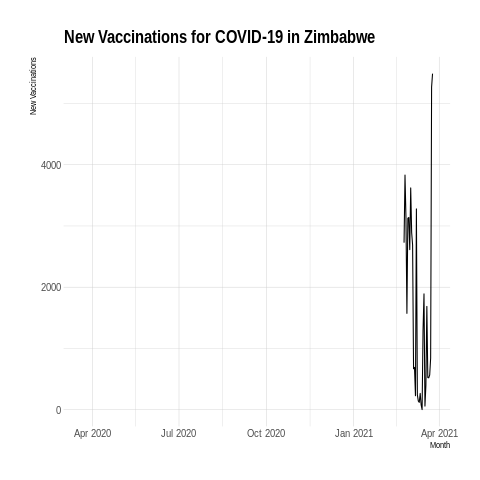 New Vaccinations for COVID-19 in Zimbabwe
New Vaccinations
4000
2000
0
Apr 2020 Jul 2020 Oct 2020 Jan 2021 Apr 2021
Month